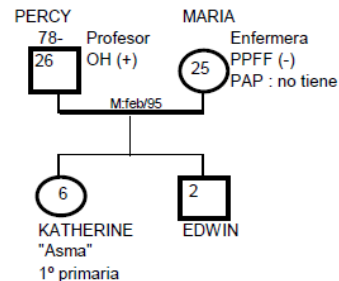 PERCY
MARIA
78-
Profesor
OH (+)
26
Enfermera
PPFF (-)
PAP : no tiene
25
M:feb/95
6
2
KATHERINE
"Asma"
1º primaria
EDWIN